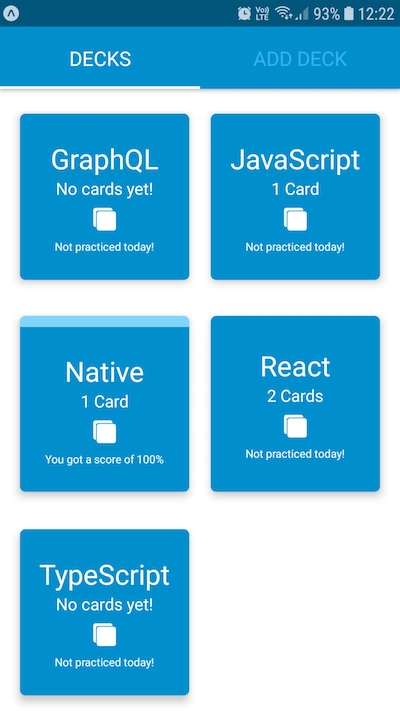 Vo)) LTE 93% 12:22
DECKS
ADD DECK
GraphQL
No cards yet!
Not practiced today!
JavaScript
1 Card
Not practiced today!
Native
1 Card
You got a score of 100%
React
2 Cards
Not practiced today!
TypeScript
No cards yet!
Not practiced today!